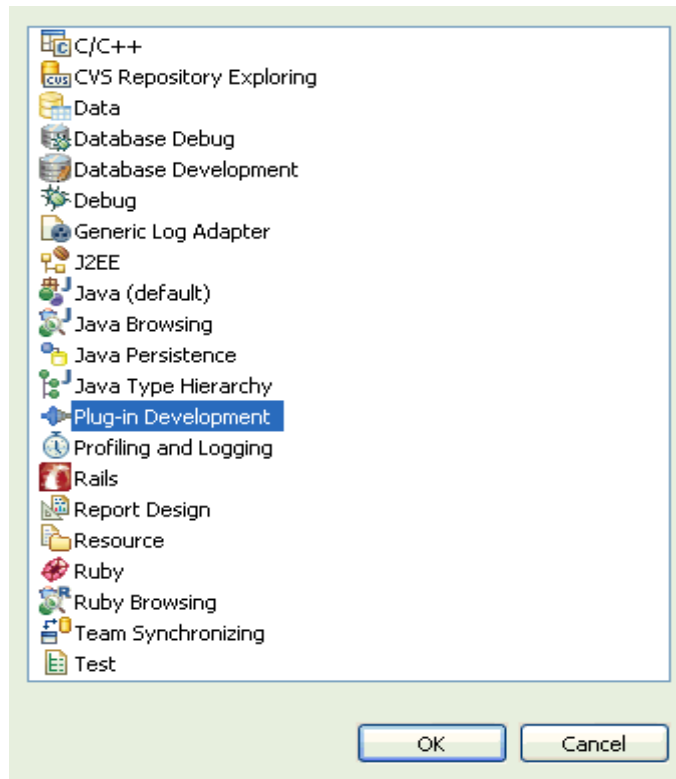 C/C++
CVS Repository Exploring
Data
Database Debug
Database Development
Debug
Generic Log Adapter
J2EE
Java (default)
Java Browsing
Java Persistence
Java Type Hierarchy
Plug-in Development
Profiling and Logging
Rails
Report Design
Resource
Ruby
Ruby Browsing
Team Synchronizing
Test
OK Cancel